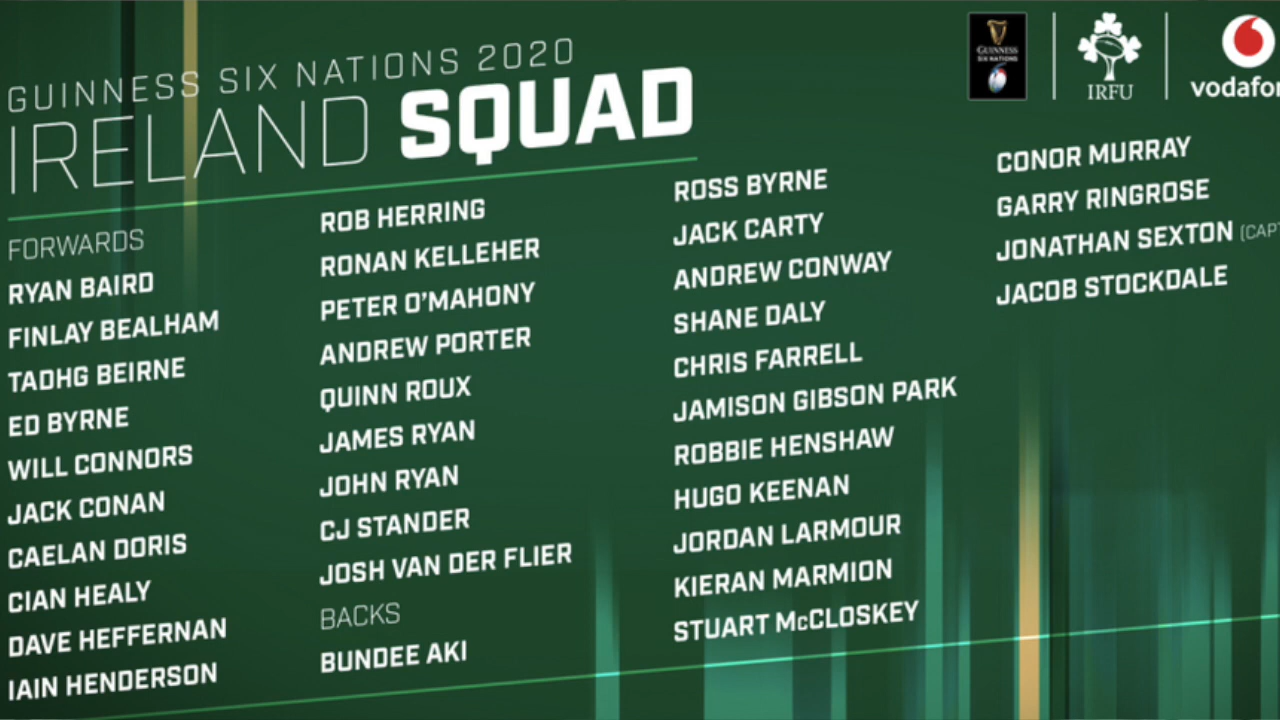 GUINNESS SIX NATIONS 2020
IRELAND SQUAD
GUINNESS
SIX NATIONS
IRFU
FORWARDS
RYAN BAIRD
FINLAY BEALHAM
TADHG BEIRNE
ED BYRNE
WILL CONNORS
JACK CONAN
CAELAN DORIS
CIAN HEALY
DAVE HEFFERNAN
IAIN HENDERSON
ROB HERRING
RONAN KELLEHER
PETER O'MAHONY
ANDREW PORTER
QUINN ROUX
JAMES RYAN
JOHN RYAN
CJ STANDER
JOSH VAN DER FLIER
BACKS
BUNDEE AKI
ROSS BYRNE
JACK CARTY
ANDREW CONWAY
SHANE DALY
CHRIS FARRELL
JAMISON GIBSON PARK
ROBBIE HENSHAW
HUGO KEENAN
JORDAN LARMOUR
KIERAN MARMION
STUART McCLOSKEY
CONOR MURRAY
GARRY RINGROSE
JONATHAN SEXTON
JACOB STOCKDALE